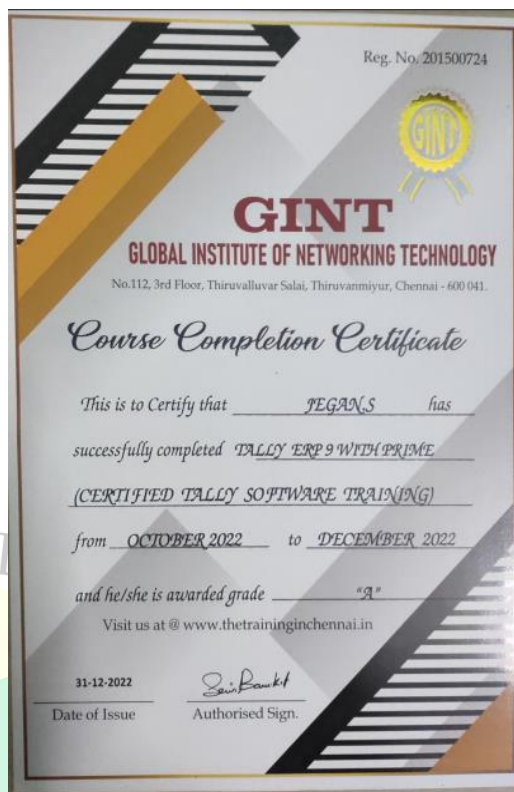 Reg. No. 201500724
GINT
GINT
GLOBAL INSTITUTE OF NETWORKING TECHNOLOGY
No.112, 3rd Floor, Thiruvalluvar Salai, Thiruvanmiyur, Chennai - 600 041.
Course Completion Certificate
This is to Certify that JEGAN.S has
successfully completed TALLY ERP 9 WITH PRIME
(CERTIFIED TALLY SOFTWARE TRAINING)
from OCTOBER 2022 to DECEMBER 2022
and he/she is awarded grade "A"
Visit us at @ www.thetraininginchennai.in
31-12-2022
Date of Issue Authorised Sign.